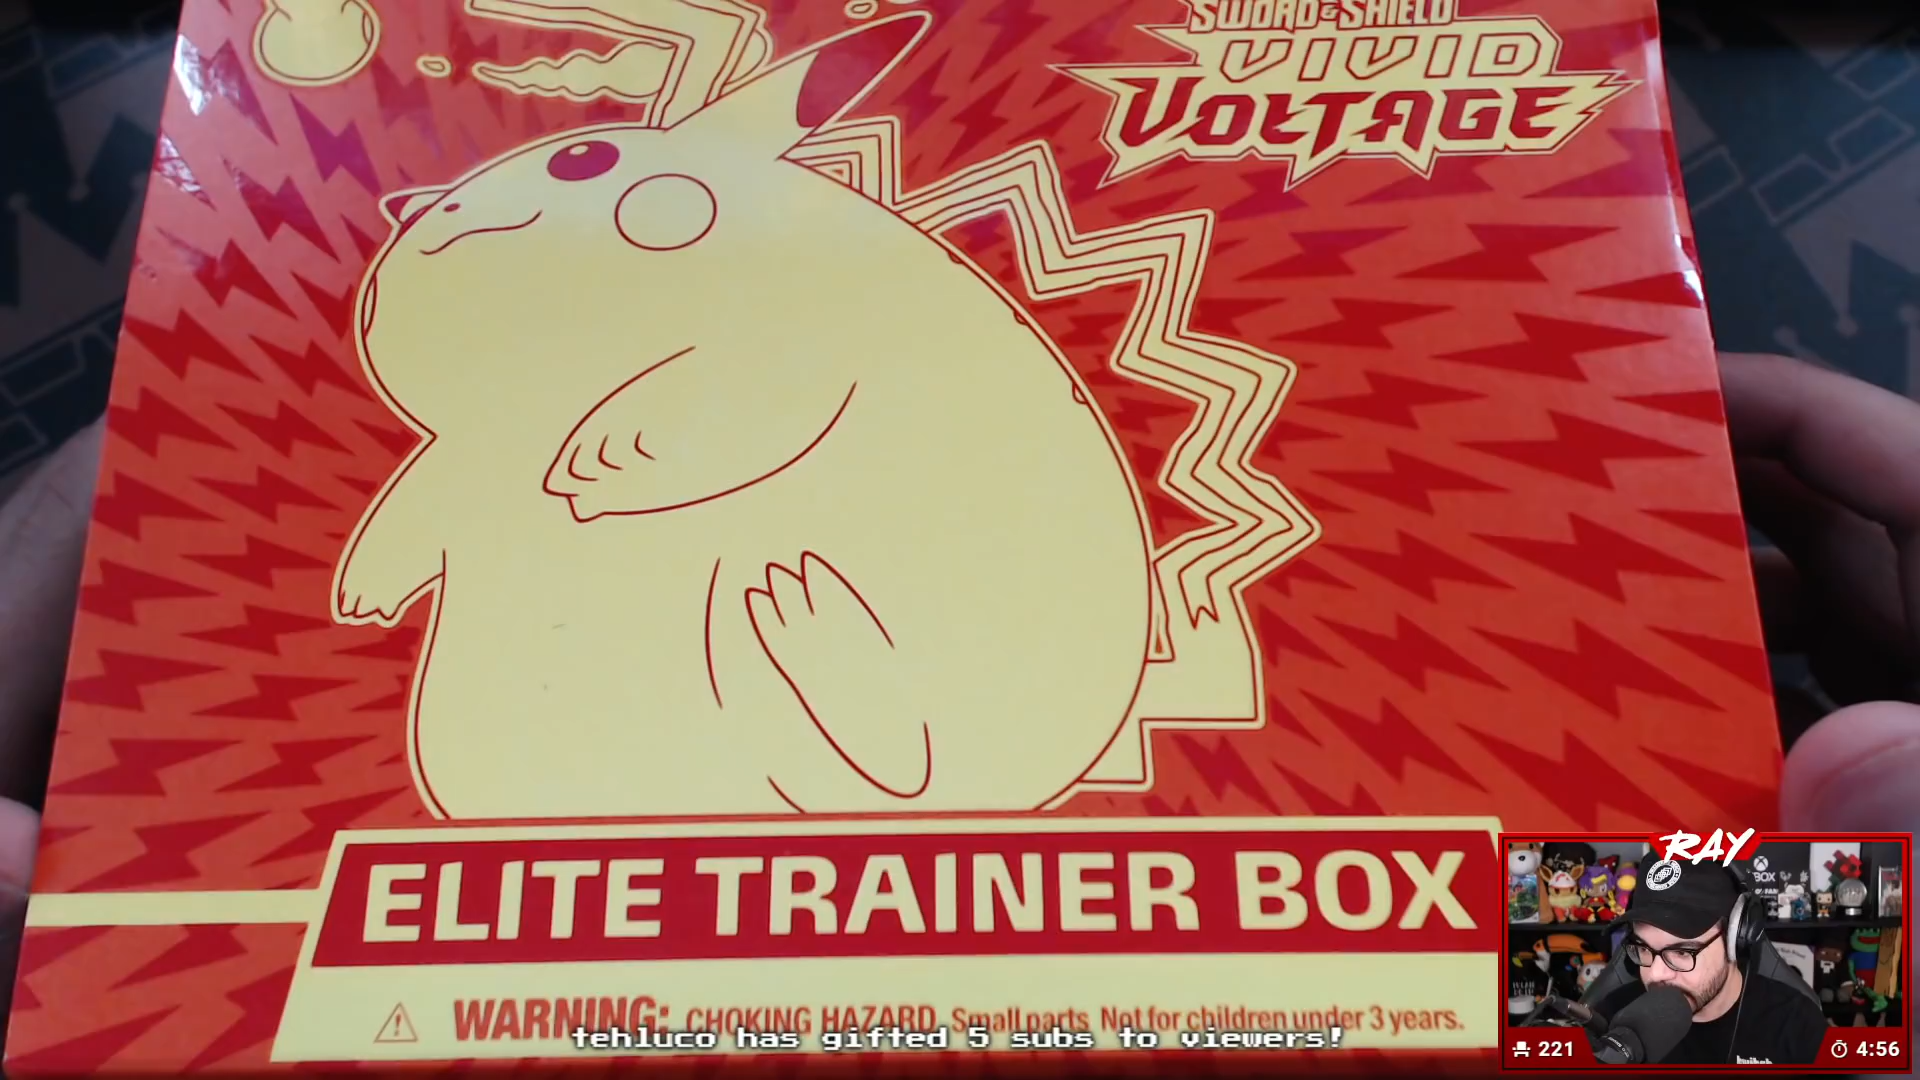 SWORD & SHIELD
VIVID
VOLTAGE
ELITE TRAINER BOX
WARNING: CHOKING HAZARD. Small parts. Not for children under 3 years.
tehluco has gifted 5 subs to viewers!
RAY
XBOX
221
4:56